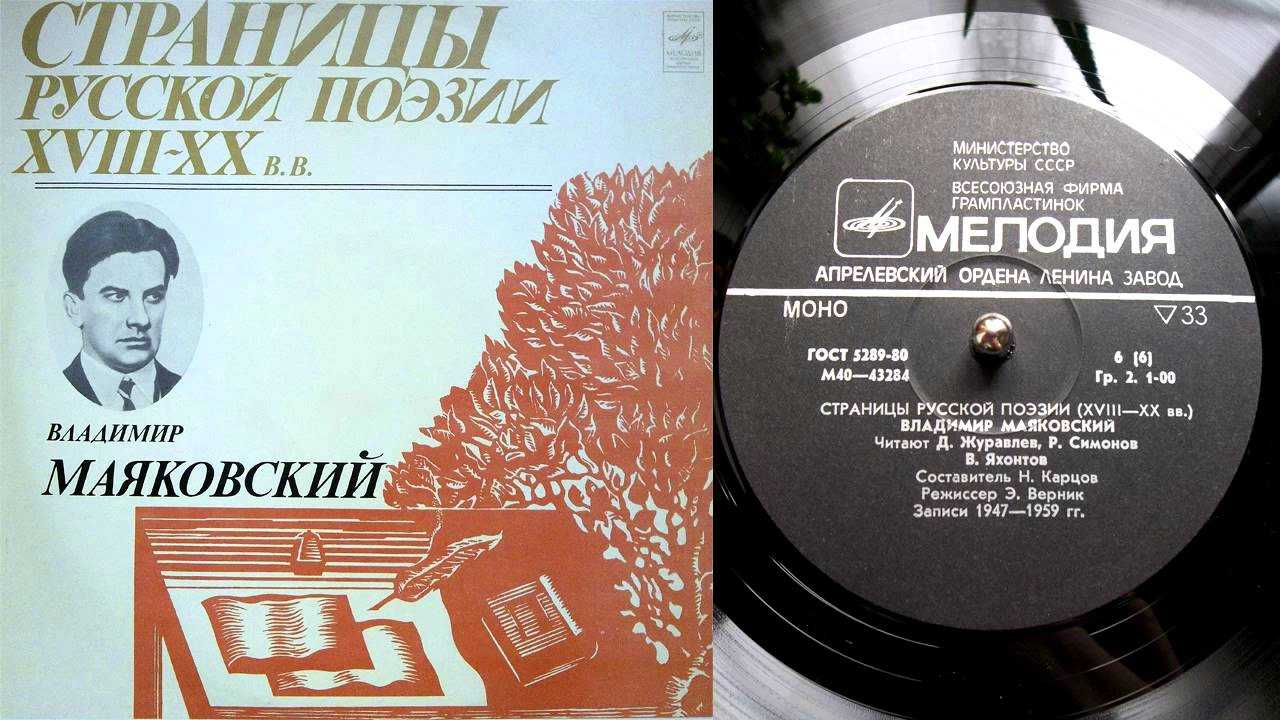 СТРАНИЦЫ
РУССКОЙ ПОЭЗИИ
XVIII-XX В.В.
МЕЛОДИЯ
ВЛАДИМИР
МАЯКОВСКИЙ
МИНИСТЕРСТВО
КУЛЬТУРЫ СССР
ВСЕСОЮЗНАЯ ФИРМА
ГРАМПЛАСТИНОК
МЕЛОДИЯ
АПРЕЛЕВСКИЙ ОРДЕНА ЛЕНИНА ЗАВОД
МОНО ▽33
ГОСТ 5289-80 6 [6]
М40—43284 Гр. 2. 1-00
СТРАНИЦЫ РУССКОЙ ПОЭЗИИ (XVIII—XX вв.)
ВЛАДИМИР МАЯКОВСКИЙ
Читают Д. Журавлев, Р. Симонов
В. Яхонтов
Составитель Н. Карцов
Режиссер Э. Верник
Записи 1947—1959 гг.